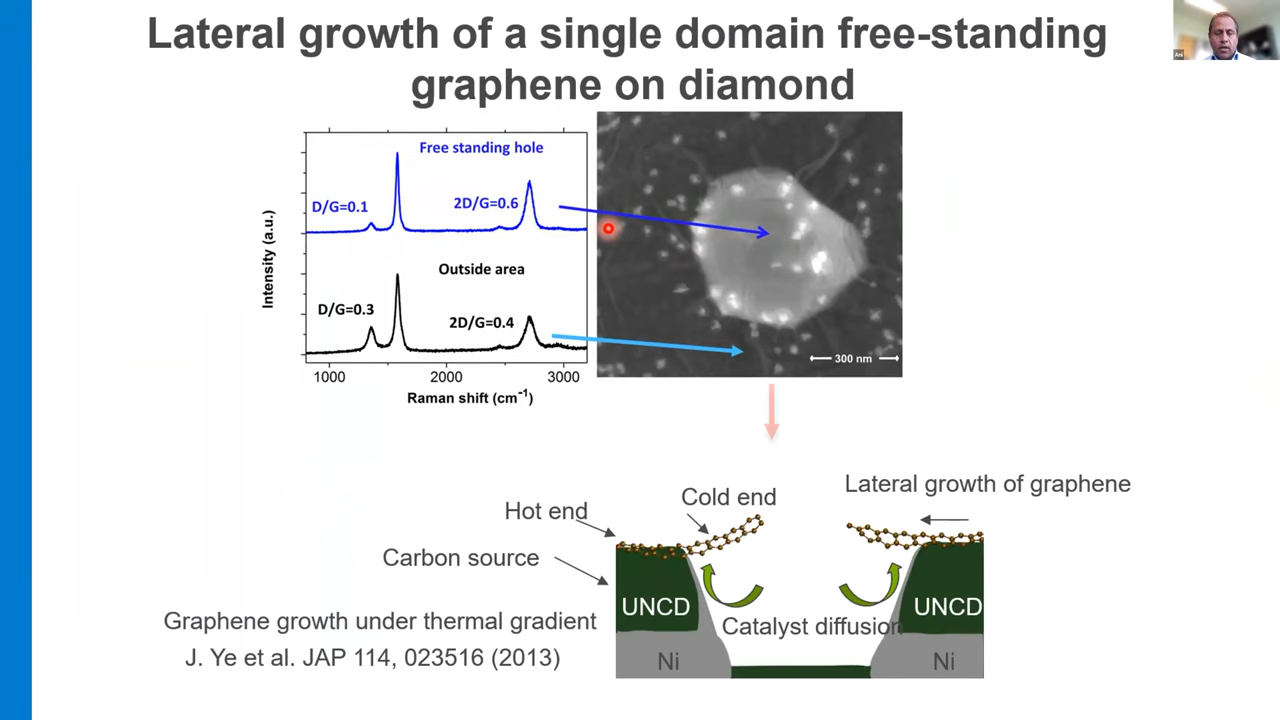 Lateral growth of a single domain free-standing
graphene on diamond
Ani
Free standing hole
D/G=0.1
2D/G=0.6
Outside area
D/G=0.3
2D/G=0.4
Intensity (a.u.)
1000 2000 3000
Raman shift (cm⁻¹)
300 nm
Lateral growth of graphene
Cold end
Hot end
Carbon source
UNCD
UNCD
Graphene growth under thermal gradient
Catalyst diffusion
J. Ye et al. JAP 114, 023516 (2013)
Ni
Ni